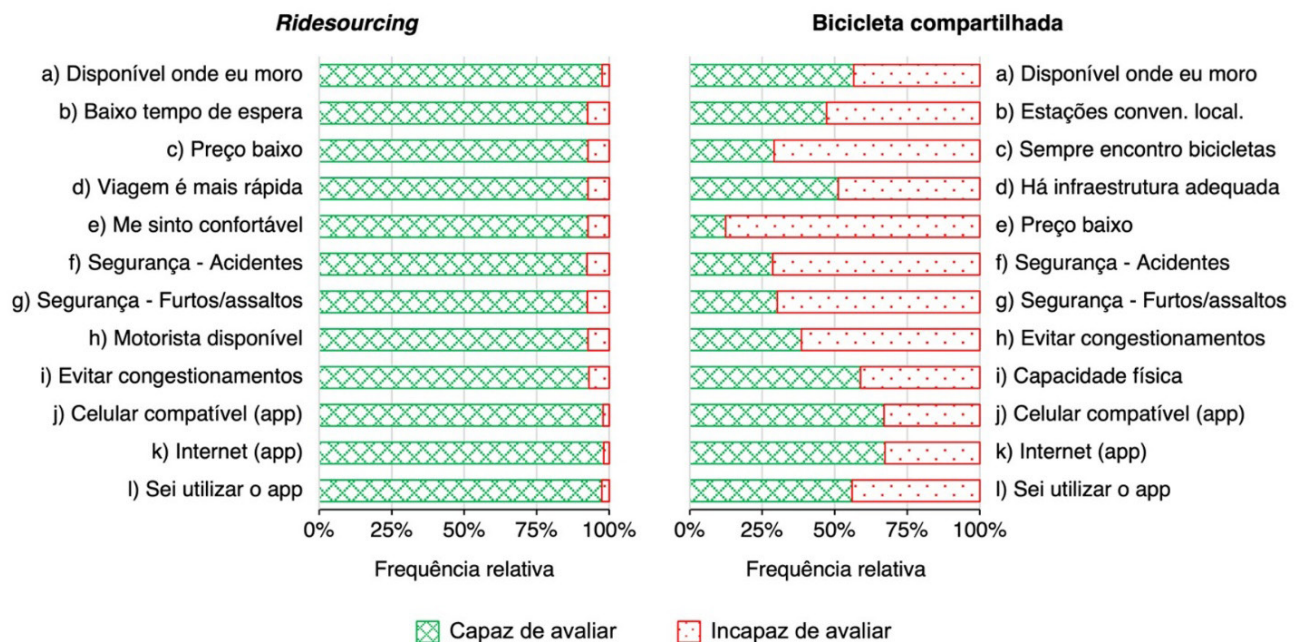 Ridesourcing
a) Disponível onde eu moro
b) Baixo tempo de espera
c) Preço baixo
d) Viagem é mais rápida
e) Me sinto confortável
f) Segurança - Acidentes
g) Segurança - Furtos/assaltos
h) Motorista disponível
i) Evitar congestionamentos
j) Celular compatível (app)
k) Internet (app)
l) Sei utilizar o app
0% 25% 50% 75% 100%
Frequência relativa
Bicicleta compartilhada
a) Disponível onde eu moro
b) Estações conven. local.
c) Sempre encontro bicicletas
d) Há infraestrutura adequada
e) Preço baixo
f) Segurança - Acidentes
g) Segurança - Furtos/assaltos
h) Evitar congestionamentos
i) Capacidade física
j) Celular compatível (app)
k) Internet (app)
l) Sei utilizar o app
0% 25% 50% 75% 100%
Frequência relativa
Capaz de avaliar
Incapaz de avaliar